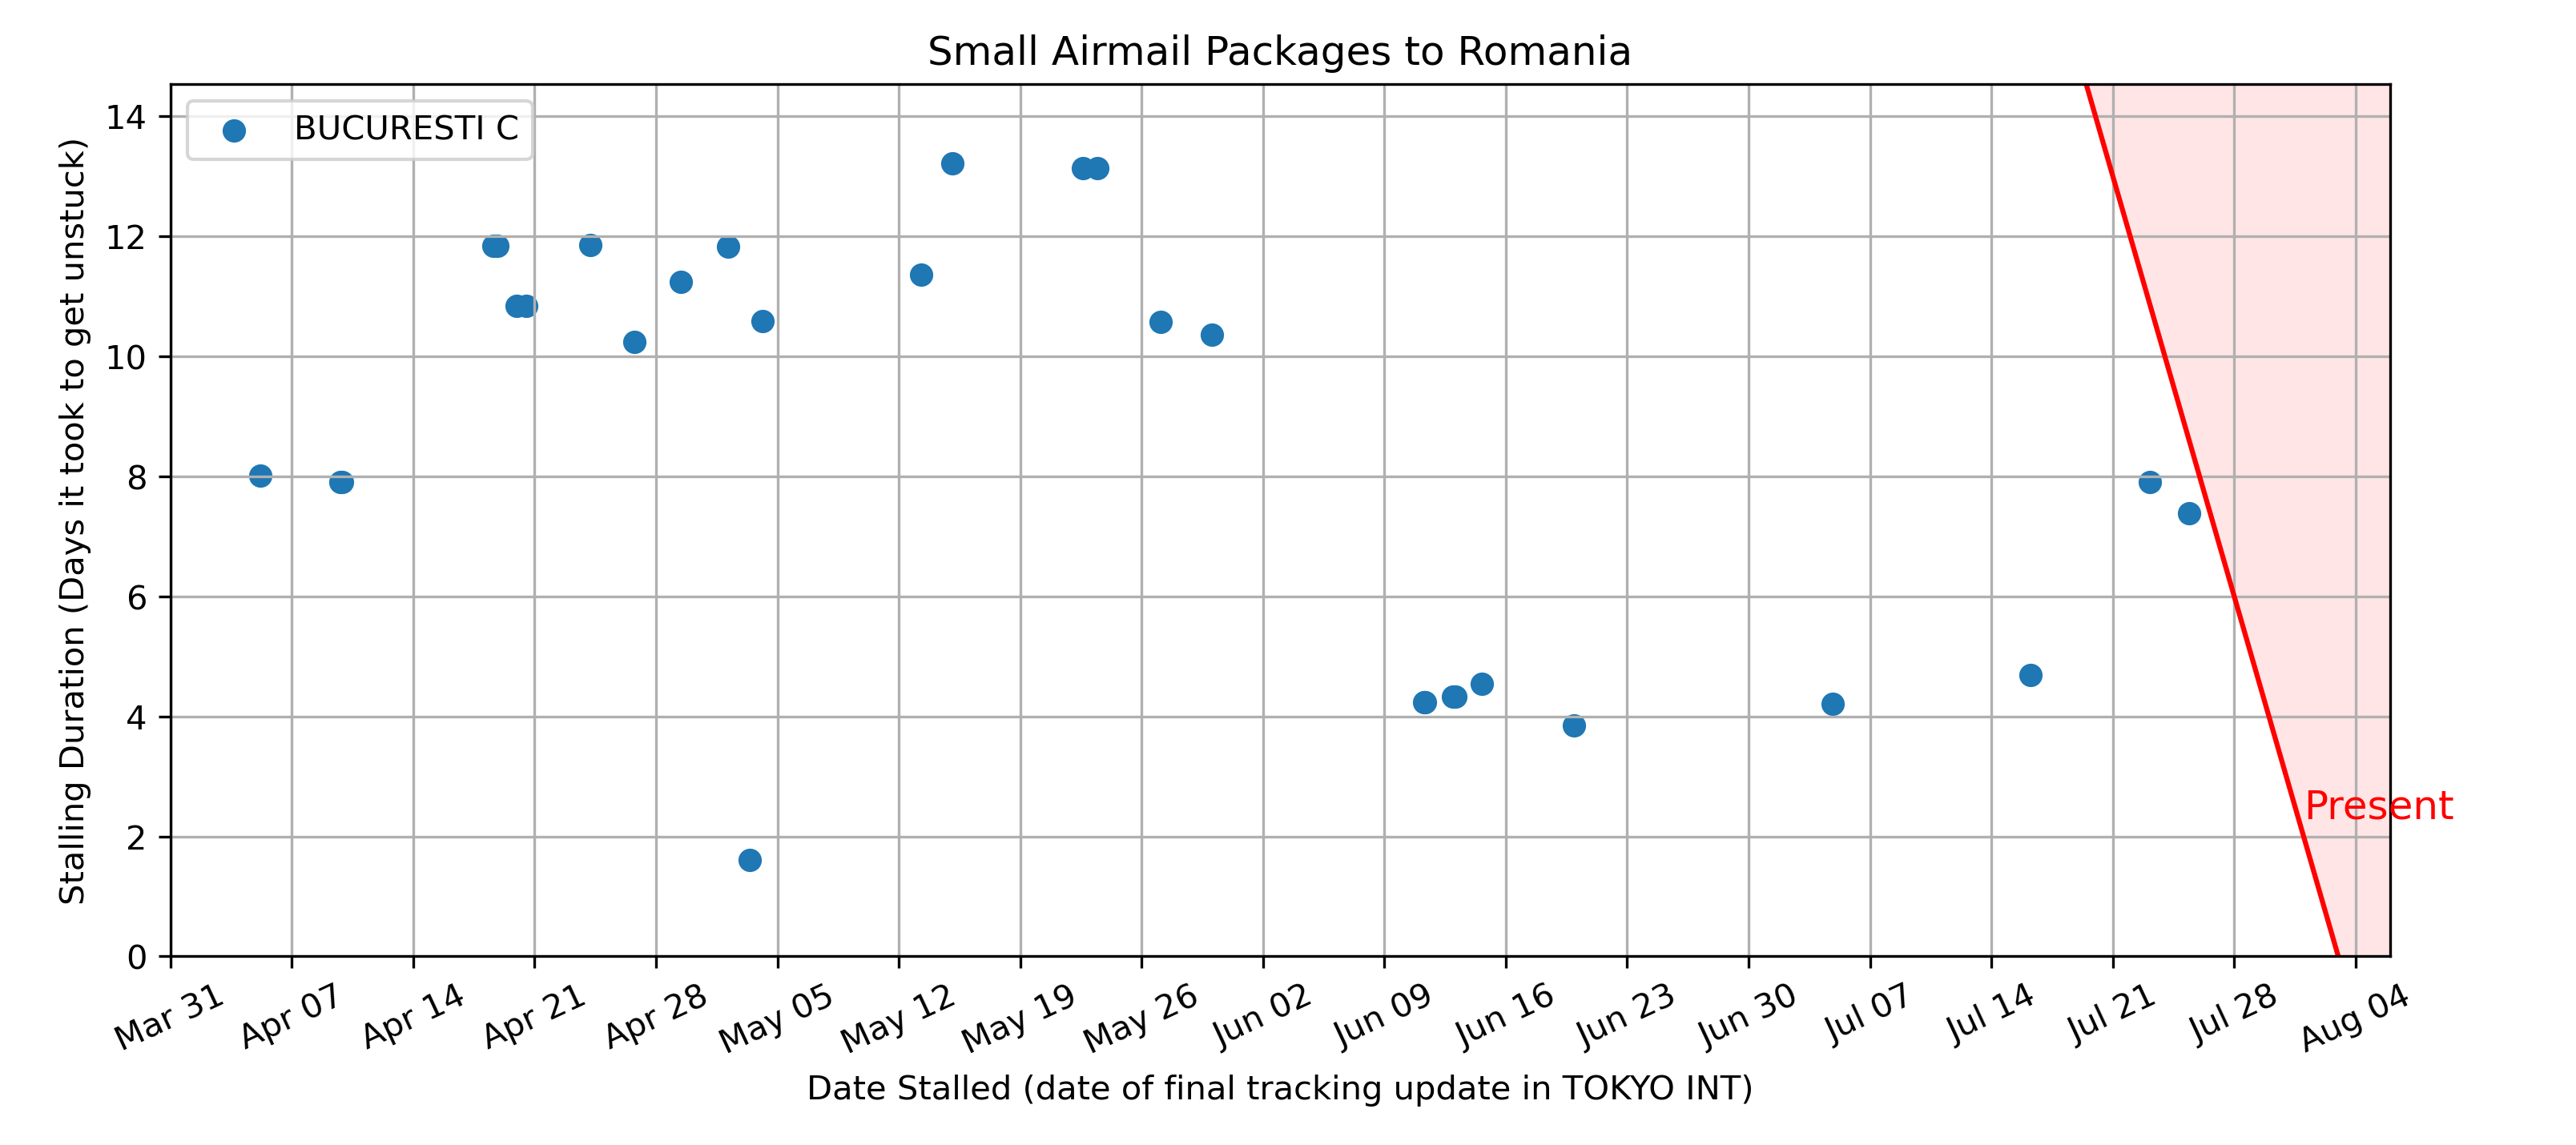 Small Airmail Packages to Romania
BUCURESTI C
Stalling Duration (Days it took to get unstuck)
14
12
10
8
6
4
2
0
Present
Mar 31
Apr 07
Apr 14
Apr 21
Apr 28
May 05
May 12
May 19
May 26
Jun 02
Jun 09
Jun 16
Jun 23
Jun 30
Jul 07
Jul 14
Jul 21
Jul 28
Aug 04
Date Stalled (date of final tracking update in TOKYO INT)